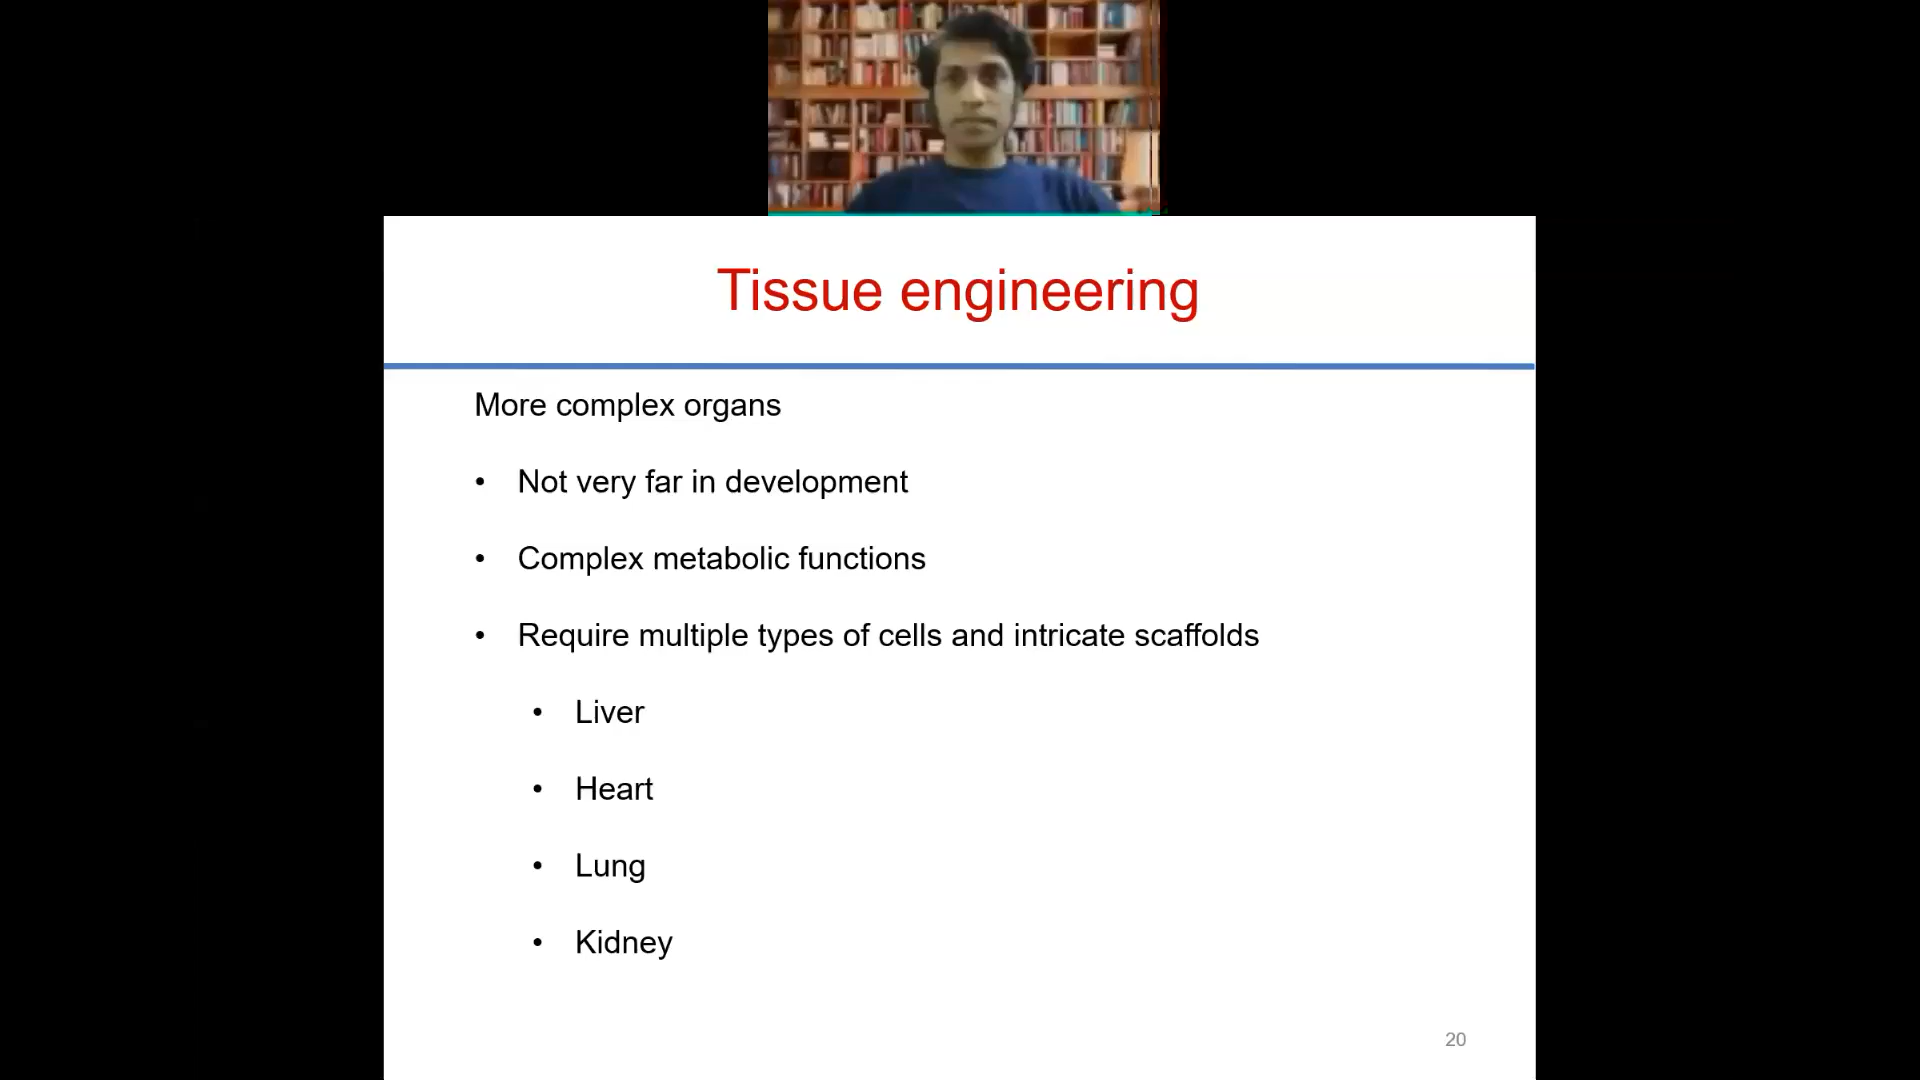 Tissue engineering
More complex organs
• Not very far in development
• Complex metabolic functions
• Require multiple types of cells and intricate scaffolds
• Liver
• Heart
• Lung
• Kidney
20